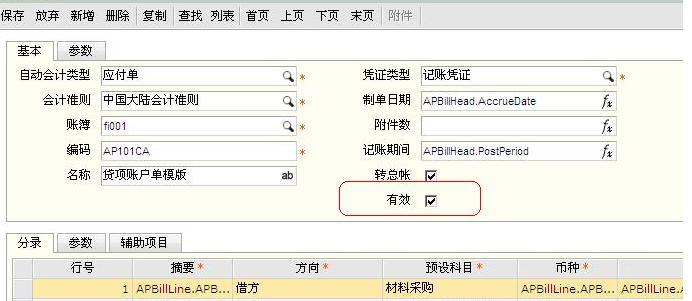 保存 放弃 新增 删除 复制 查找 列表 首页 上页 下页 末页 附件
基本 参数
自动会计类型 应付单 * 凭证类型 记账凭证 *
会计准则 中国大陆会计准则 制单日期 APBillHead.AccrueDate fx
账簿 fi001 * 附件数 fx
编码 AP101CA * 记账期间 APBillHead.PostPeriod fx
名称 贷项账户单模版 ab 转总帐
有效
分录 参数 辅助项目
行号 摘要* 方向* 预设科目* 币种*
1 APBillLine.APB... 借方 材料采购 APBillLine.APB... APBillLi